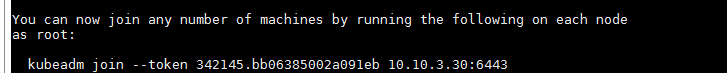 You can now join any number of machines by running the following on each node
as root:
kubeadm join --token 342145.bb06385002a091eb 10.10.3.30:6443